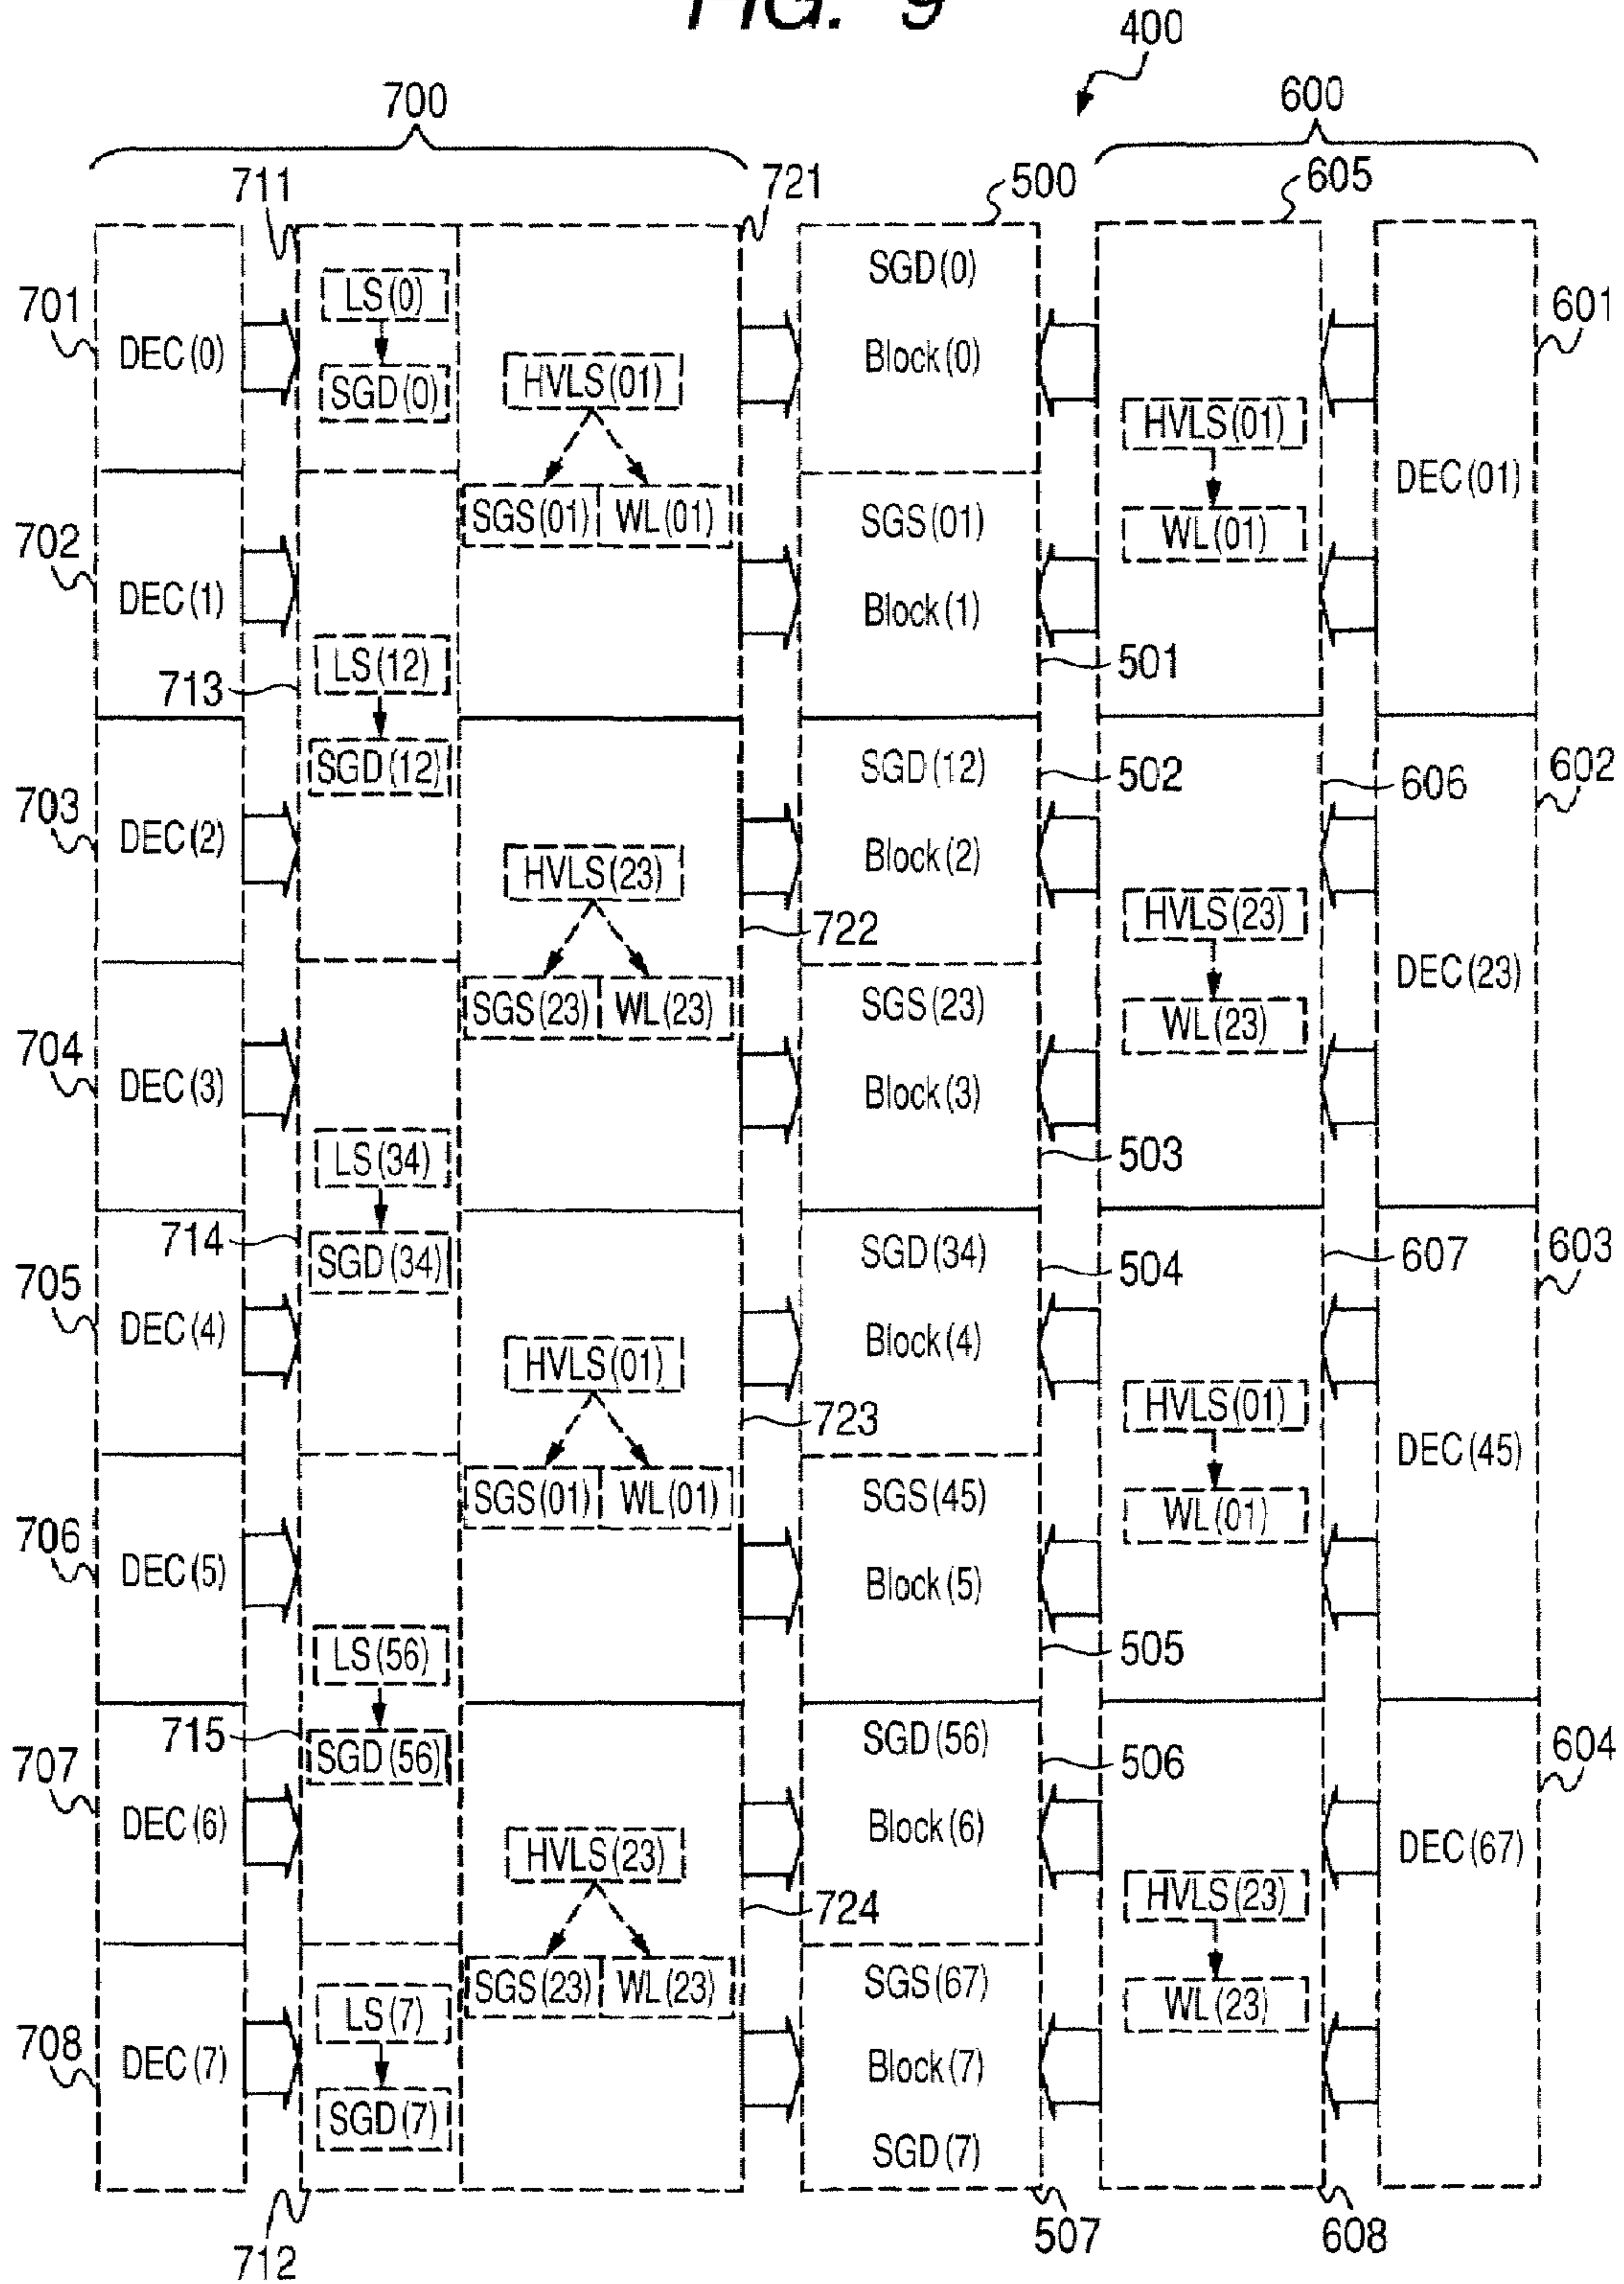 FIG. 9
400
700
600
711
721
500
605
701
DEC(0)
LS(0)
SGD(0)
HVLS(01)
SGS(01) WL(01)
SGD(0)
Block(0)
HVLS(01)
WL(01)
DEC(01)
601
702
DEC(1)
LS(12)
713
SGS(01)
Block(1)
501
703
DEC(2)
SGD(12)
HVLS(23)
SGS(23) WL(23)
722
SGD(12)
Block(2)
502
HVLS(23)
WL(23)
606
DEC(23)
602
704
DEC(3)
LS(34)
SGS(23)
Block(3)
503
714
705
DEC(4)
SGD(34)
HVLS(01)
SGS(01) WL(01)
723
SGD(34)
Block(4)
504
HVLS(01)
WL(01)
607
DEC(45)
603
706
DEC(5)
LS(56)
SGS(45)
Block(5)
505
715
707
DEC(6)
SGD(56)
HVLS(23)
SGS(23) WL(23)
724
SGD(56)
Block(6)
506
HVLS(23)
WL(23)
DEC(67)
604
708
DEC(7)
LS(7)
SGD(7)
SGS(67)
Block(7)
SGD(7)
712
507
608